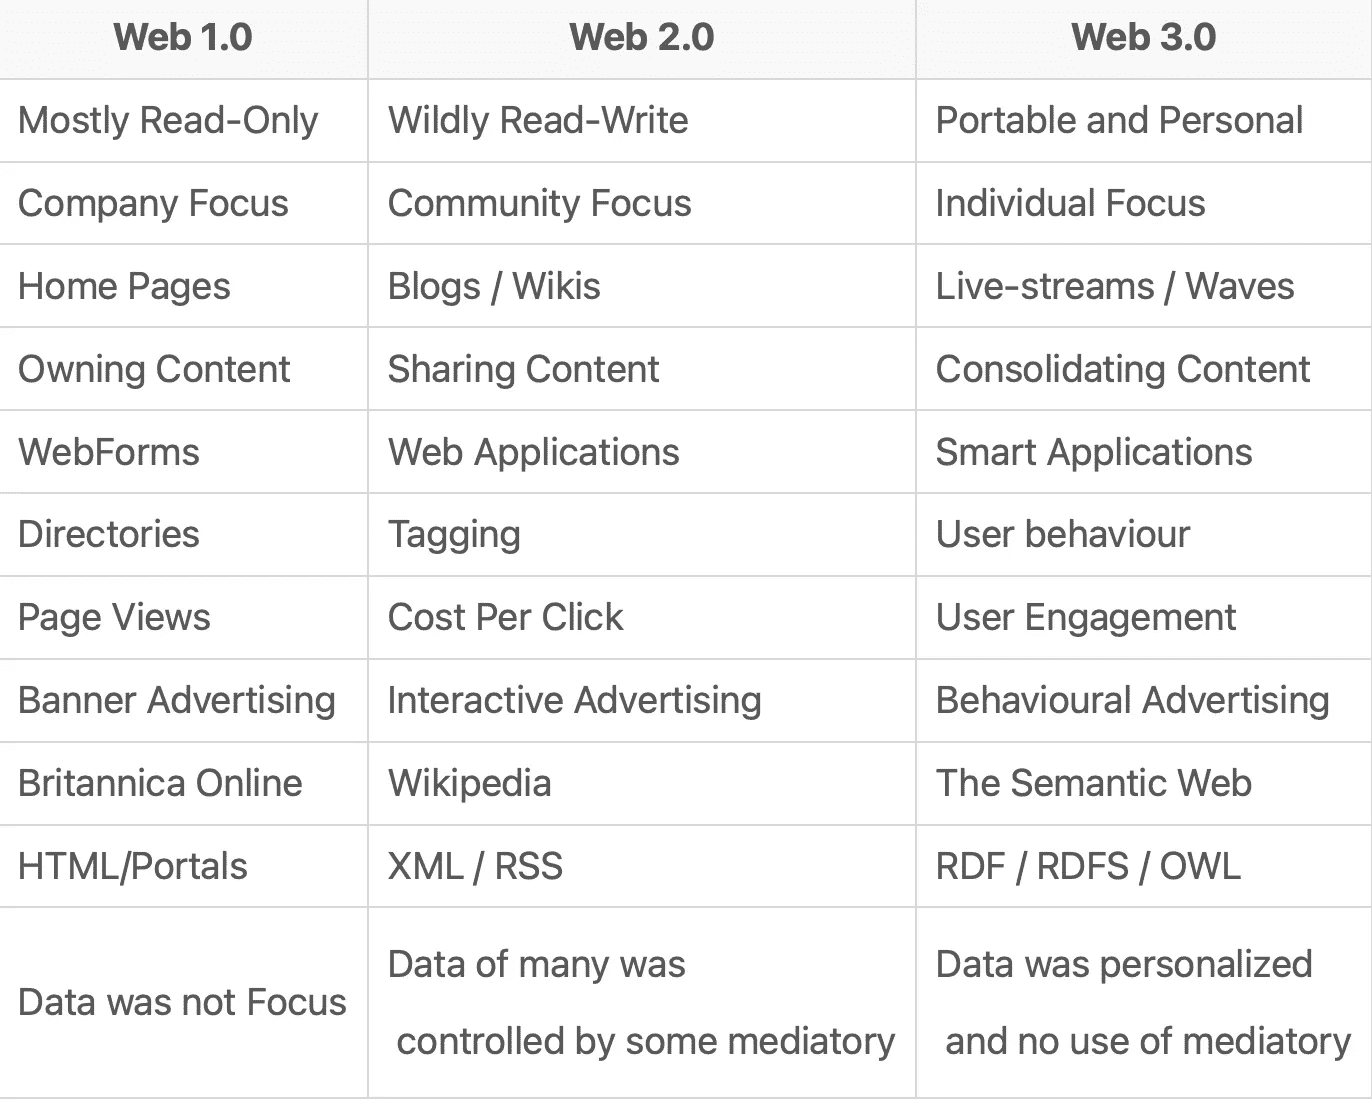 Web 1.0 Web 2.0 Web 3.0
Mostly Read-Only Wildly Read-Write Portable and Personal
Company Focus Community Focus Individual Focus
Home Pages Blogs / Wikis Live-streams / Waves
Owning Content Sharing Content Consolidating Content
WebForms Web Applications Smart Applications
Directories Tagging User behaviour
Page Views Cost Per Click User Engagement
Banner Advertising Interactive Advertising Behavioural Advertising
Britannica Online Wikipedia The Semantic Web
HTML/Portals XML / RSS RDF / RDFS / OWL
Data was not Focus
Data of many was
controlled by some mediatory
Data was personalized
and no use of mediatory